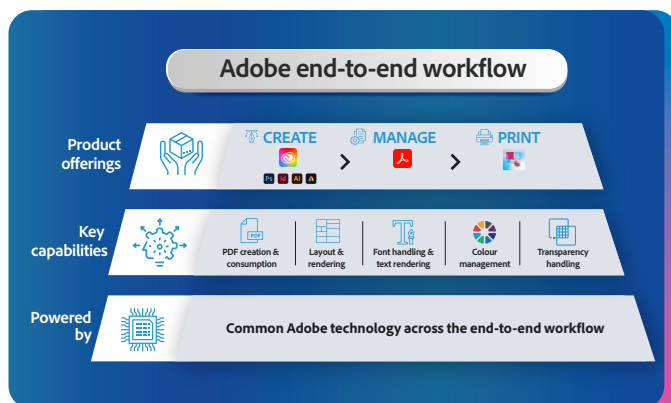 Adobe end-to-end workflow
Product
offerings
CREATE
MANAGE
PRINT
Ps Id Ai
Key
capabilities
PDF
PDF creation &
consumption
Layout &
rendering
Font handling &
text rendering
Colour
management
Transparency
handling
Powered
by
Common Adobe technology across the end-to-end workflow